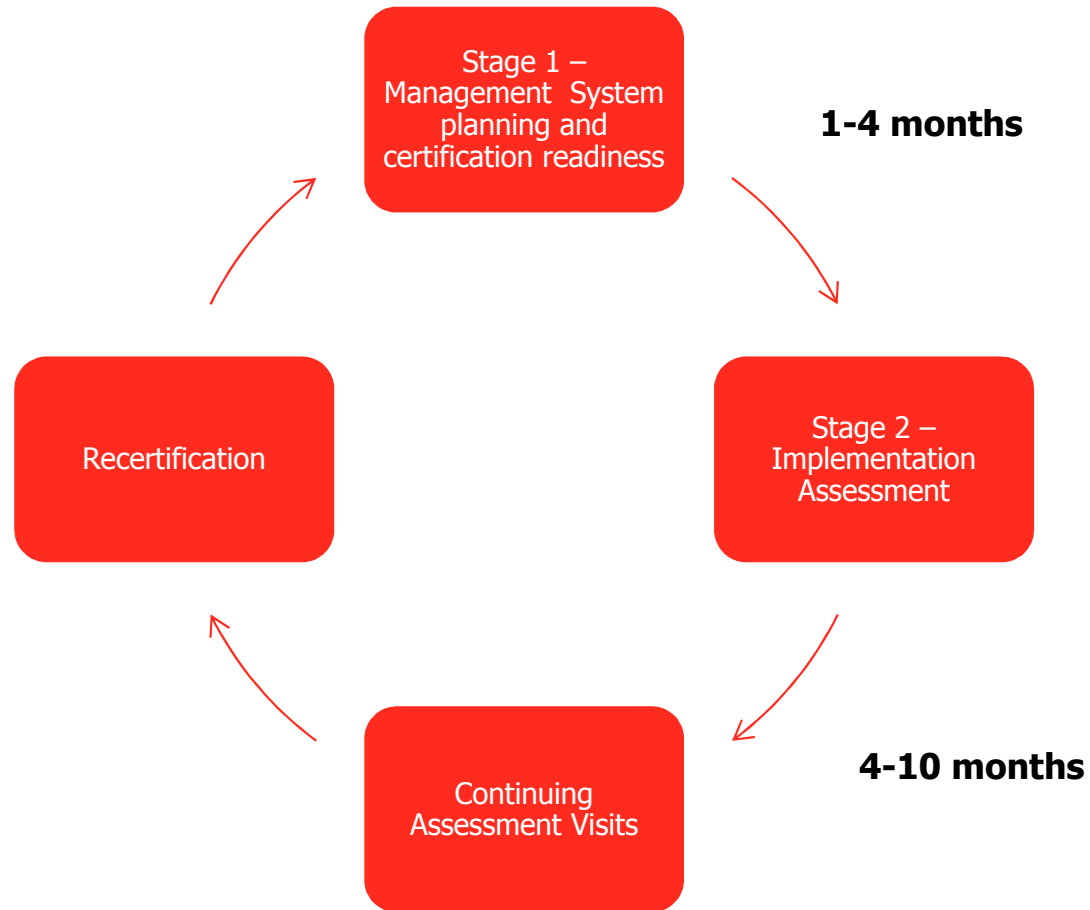 Stage 1 –
Management  System
planning and
certification readiness
1-4 months
Recertification
Stage 2 –
Implementation
Assessment
Continuing
Assessment Visits
4-10 months